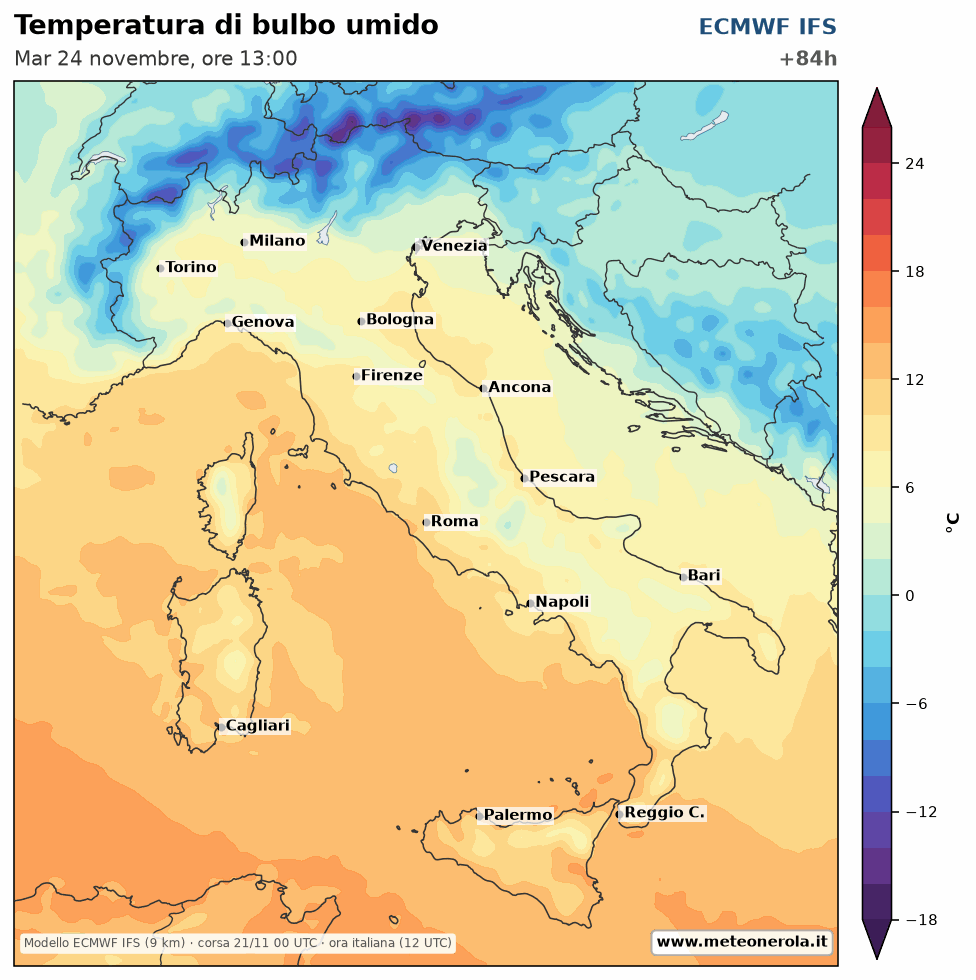 Temperatura di bulbo umido
ECMWF IFS
Mar 24 novembre, ore 13:00
+84h
Milano
Venezia
Torino
Genova
Bologna
Firenze
Ancona
Pescara
Roma
Bari
Napoli
Cagliari
Palermo
Reggio C.
24
18
12
6
0
−6
−12
−18
°C
Modello ECMWF IFS (9 km) · corsa 21/11 00 UTC · ora italiana (12 UTC)
www.meteonerola.it